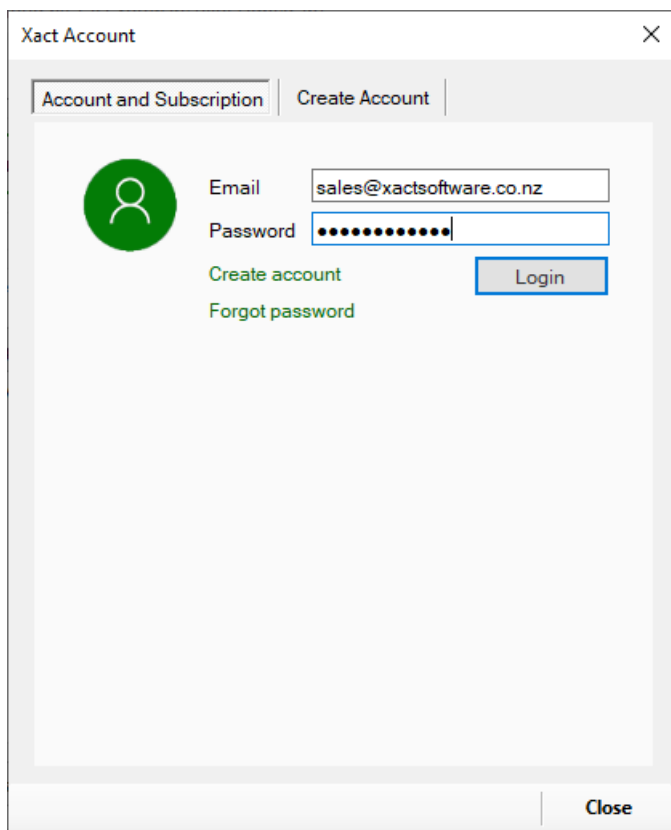 Xact Account
Account and Subscription Create Account
Email sales@xactsoftware.co.nz
Password ●●●●●●●●●●●●
Create account Login
Forgot password
Close